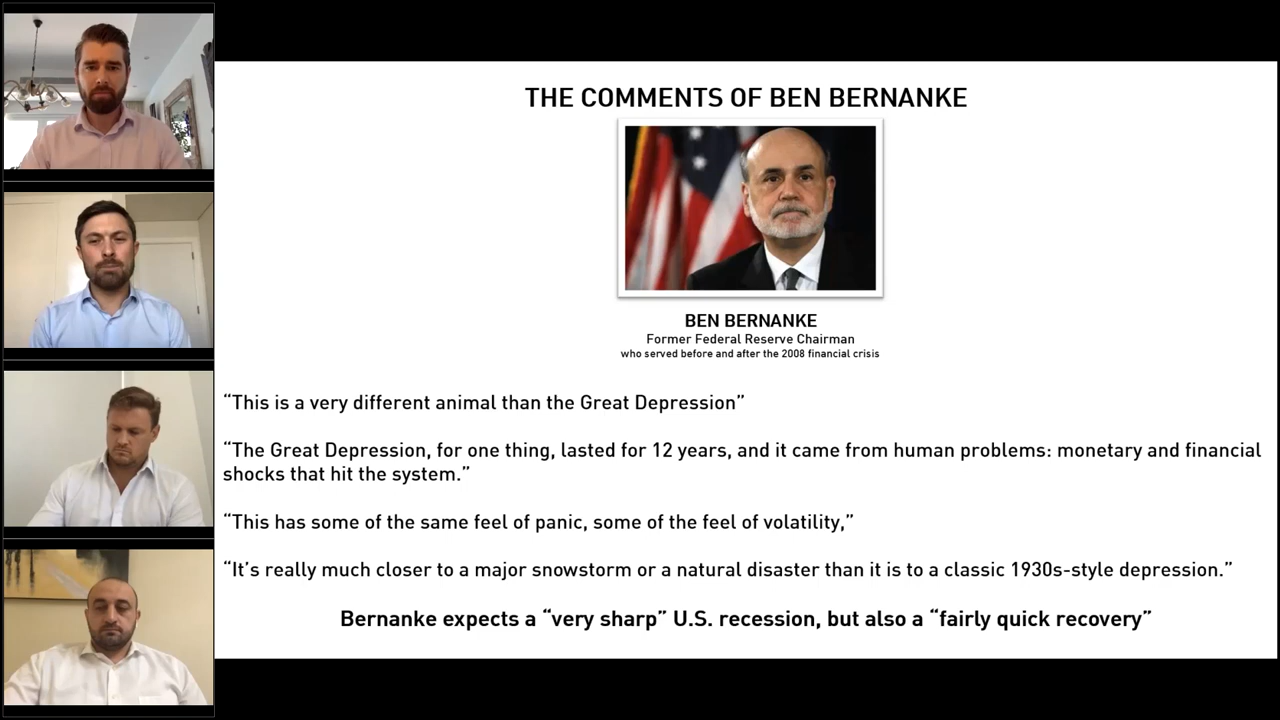 THE COMMENTS OF BEN BERNANKE
BEN BERNANKE
Former Federal Reserve Chairman
who served before and after the 2008 financial crisis
“This is a very different animal than the Great Depression”
“The Great Depression, for one thing, lasted for 12 years, and it came from human problems: monetary and financial
shocks that hit the system.”
“This has some of the same feel of panic, some of the feel of volatility,”
“It’s really much closer to a major snowstorm or a natural disaster than it is to a classic 1930s-style depression.”
Bernanke expects a “very sharp” U.S. recession, but also a “fairly quick recovery”